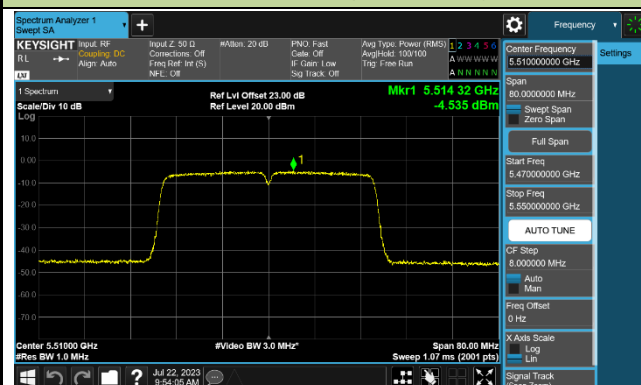 Spectrum Analyzer 1
Swept SA
Frequency
KEYSIGHT Input: RF Input Z: 50 Ω #Atten: 20 dB PNO: Fast Avg Type: Power (RMS) 1 2 3 4 5 6
RL Coupling: DC Corrections: Off Gate: Off Avg|Hold: 100/100 A W W W W W
Align: Auto Freq Ref: Int (S) IF Gain: Low Trig: Free Run
LXI NFE: Off Sig Track: Off A N N N N N
1 Spectrum
Scale/Div 10 dB
Ref Lvl Offset 23.00 dB
Ref Level 20.00 dBm
Mkr1 5.514 32 GHz
-4.535 dBm
Log
10.0
0.00
-10.0
-20.0
-30.0
-40.0
-50.0
-60.0
-70.0
1
Center 5.51000 GHz
#Res BW 1.0 MHz
#Video BW 3.0 MHz*
Span 80.00 MHz
Sweep 1.07 ms (2001 pts)
Center Frequency
5.510000000 GHz
Settings
Span
80.0000000 MHz
Swept Span
Zero Span
Full Span
Start Freq
5.470000000 GHz
Stop Freq
5.550000000 GHz
AUTO TUNE
CF Step
8.000000 MHz
Auto
Man
Freq Offset
0 Hz
X Axis Scale
Log
Lin
Signal Track
(Span Zoom)
?
Jul 22, 2023
9:54:05 AM